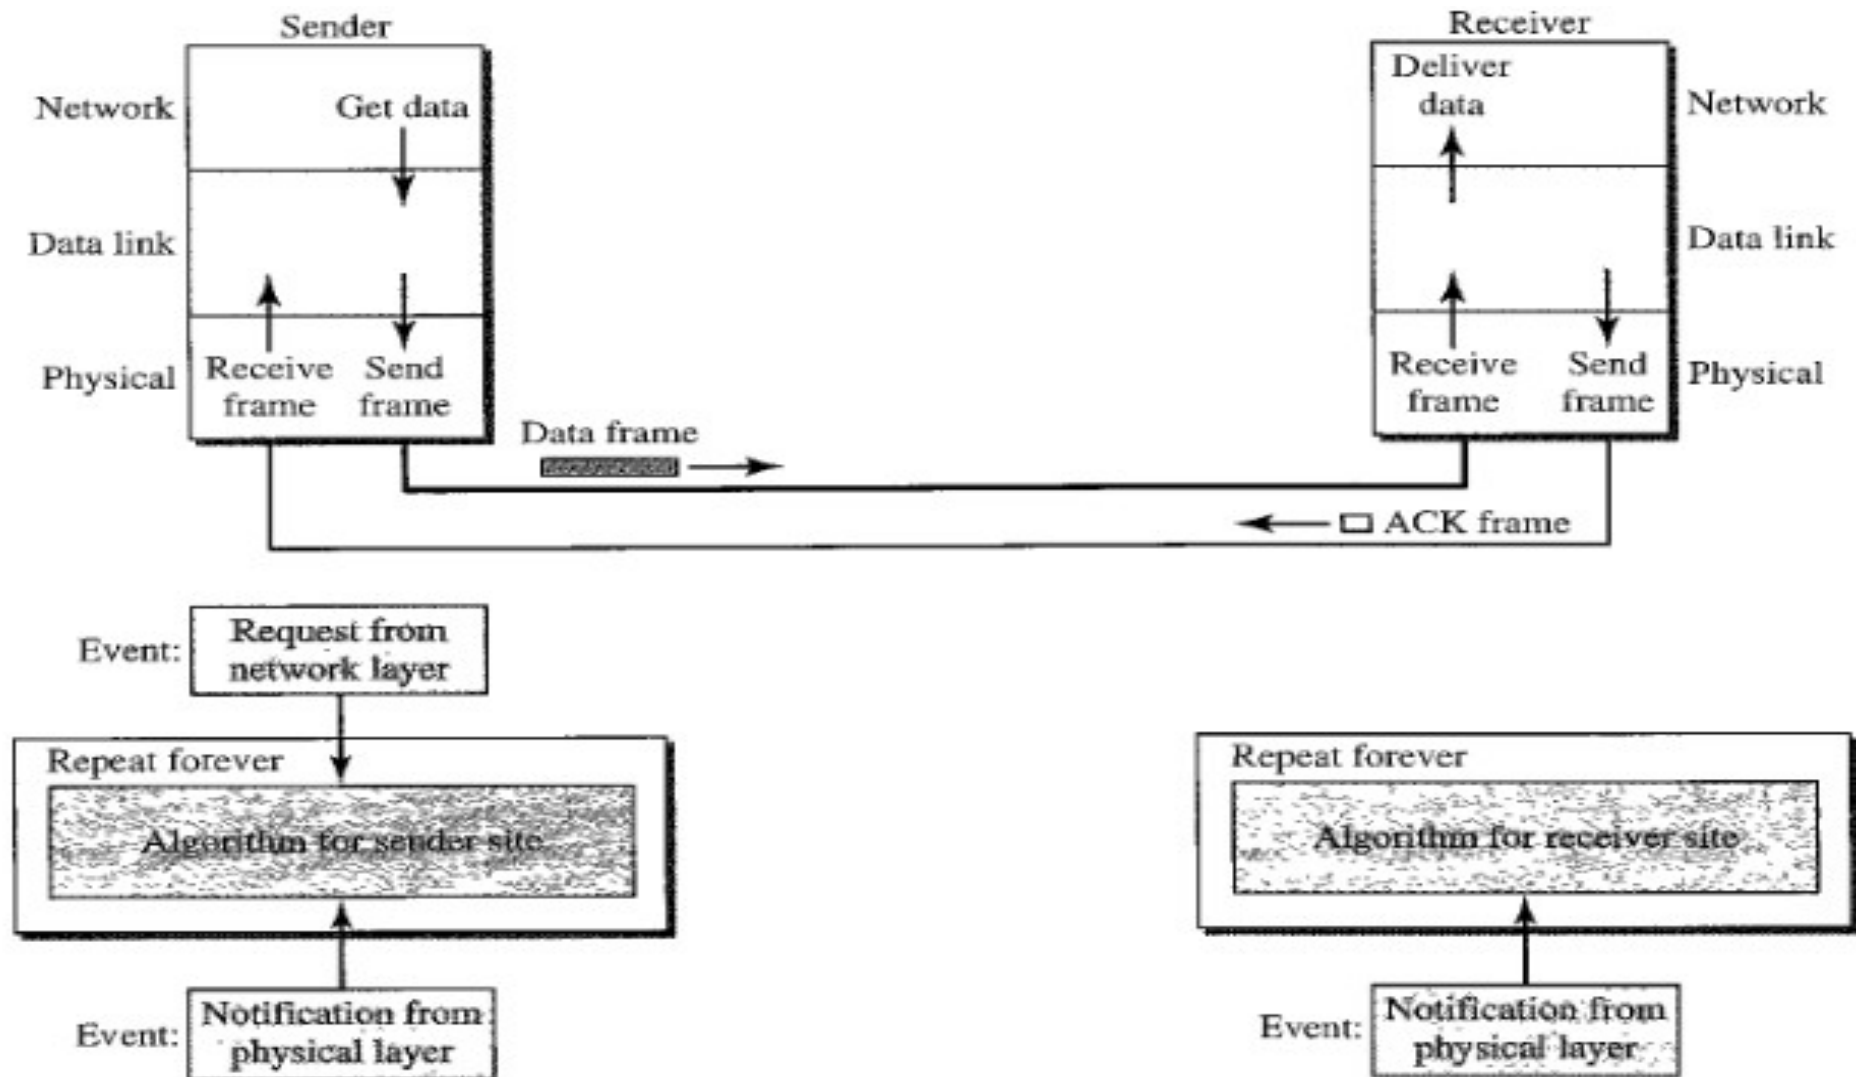 Sender
Receiver
Network
Get data
Deliver
data
Network
Data link
Data link
Physical
Receive
frame
Send
frame
Receive
frame
Send
frame
Physical
Data frame
ACK frame
Event:
Request from
network layer
Repeat forever
Algorithm for sender site
Repeat forever
Algorithm for receiver site
Event:
Notification from
physical layer
Event:
Notification from
physical layer